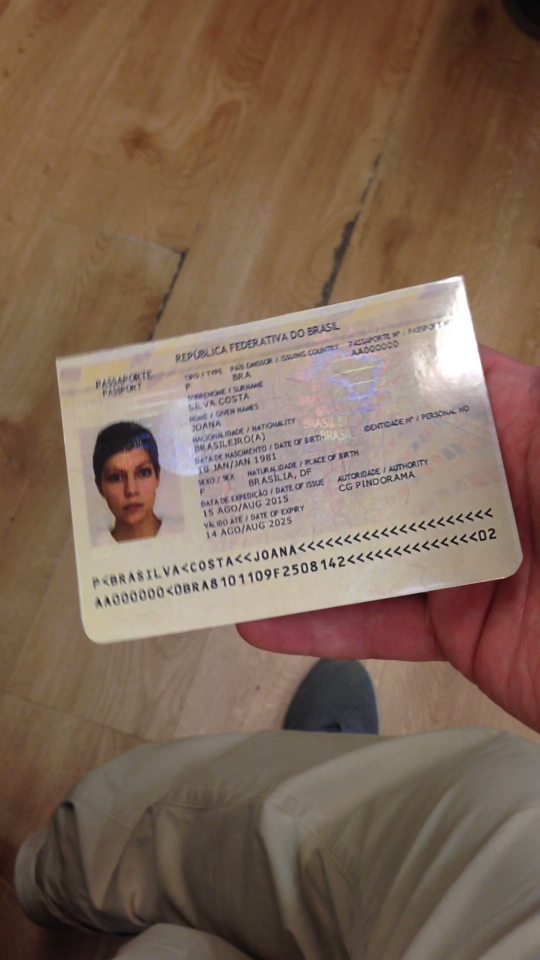 REPÚBLICA FEDERATIVA DO BRASIL
PASSAPORTE
PASSPORT
TIPO / TYPE PAÍS EMISSOR / ISSUING COUNTRY PASSAPORTE Nº / PASSPORT Nº
P BRA AA000000
SOBRENOME / SURNAME
SILVA COSTA
NOME / GIVEN NAMES
JOANA
NACIONALIDADE / NATIONALITY
BRASILEIRO(A)
DATA DE NASCIMENTO / DATE OF BIRTH IDENTIDADE Nº / PERSONAL NO
10 JAN/JAN 1981
SEXO / SEX NATURALIDADE / PLACE OF BIRTH
F BRASÍLIA, DF
DATA DE EXPEDIÇÃO / DATE OF ISSUE AUTORIDADE / AUTHORITY
15 AGO/AUG 2015 CG PINDORAMA
VÁLIDO ATÉ / DATE OF EXPIRY
14 AGO/AUG 2025
BRASIL
BRASIL
P<BRASILVA<COSTA<<JOANA<<<<<<<<<<<<<<<<<<<<<
AA000000<0BRA8101109F2508142<<<<<<<<<<<<<<02